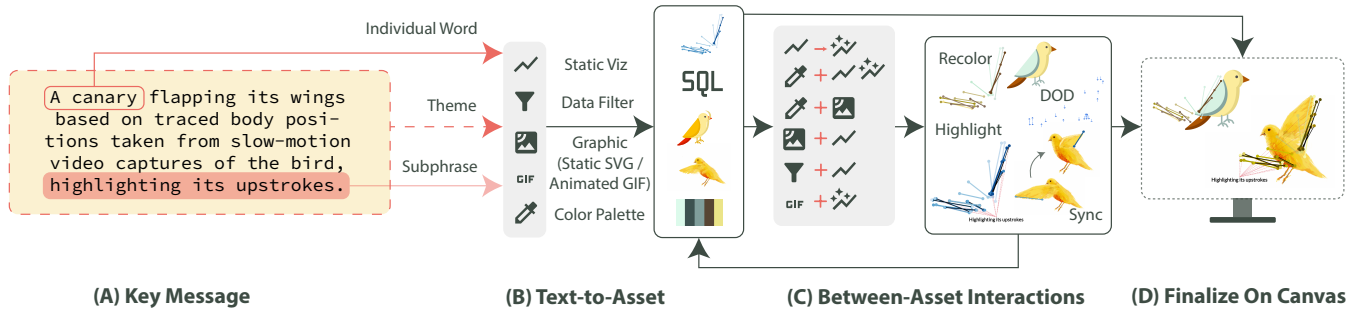 Individual Word
A canary flapping its wings
based on traced body posi-
tions taken from slow-motion
video captures of the bird,
highlighting its upstrokes.
Theme
Subphrase
Static Viz
Data Filter
Graphic
(Static SVG /
Animated GIF)
GIF
Color Palette
SQL
GIF
Recolor
DOD
Highlight
Highlighting its upstrokes
Sync
Highlighting its upstrokes
(A) Key Message
(B) Text-to-Asset
(C) Between-Asset Interactions
(D) Finalize On Canvas